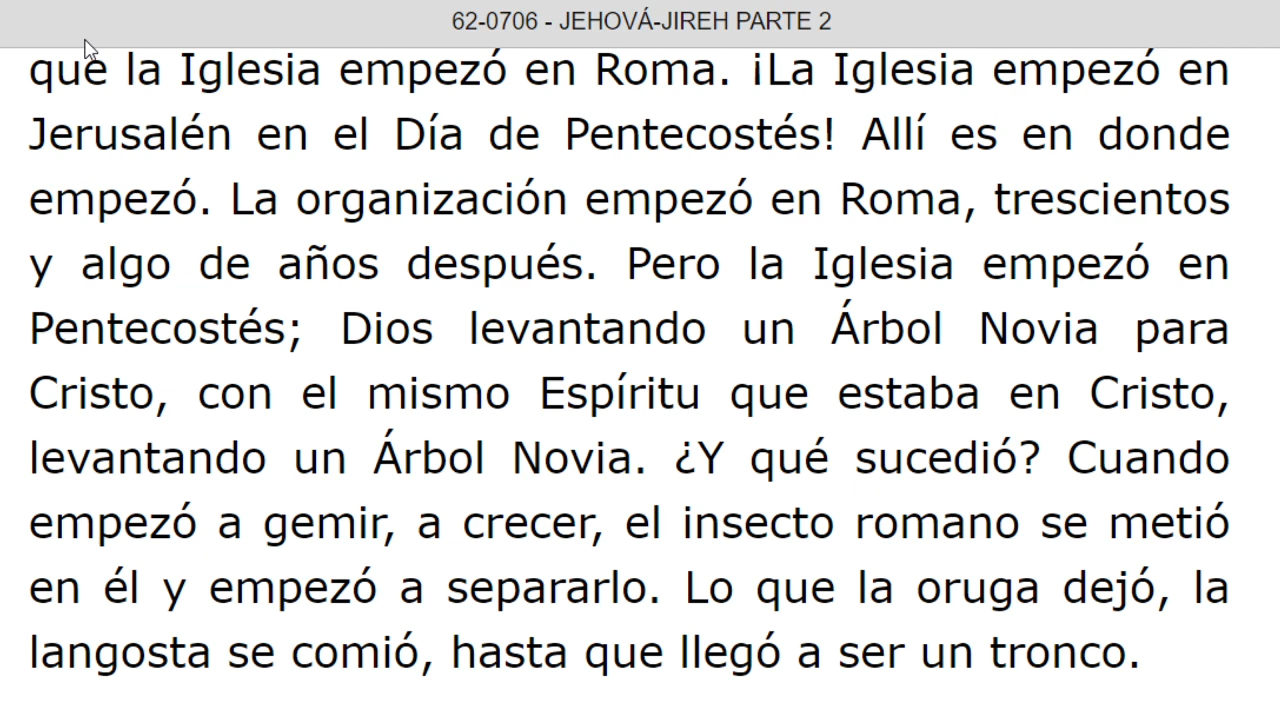 62-0706 - JEHOVÁ-JIREH PARTE 2
que la Iglesia empezó en Roma. ¡La Iglesia empezó en
Jerusalén en el Día de Pentecostés! Allí es en donde
empezó. La organización empezó en Roma, trescientos
y algo de años después. Pero la Iglesia empezó en
Pentecostés; Dios levantando un Árbol Novia para
Cristo, con el mismo Espíritu que estaba en Cristo,
levantando un Árbol Novia. ¿Y qué sucedió? Cuando
empezó a gemir, a crecer, el insecto romano se metió
en él y empezó a separarlo. Lo que la oruga dejó, la
langosta se comió, hasta que llegó a ser un tronco.